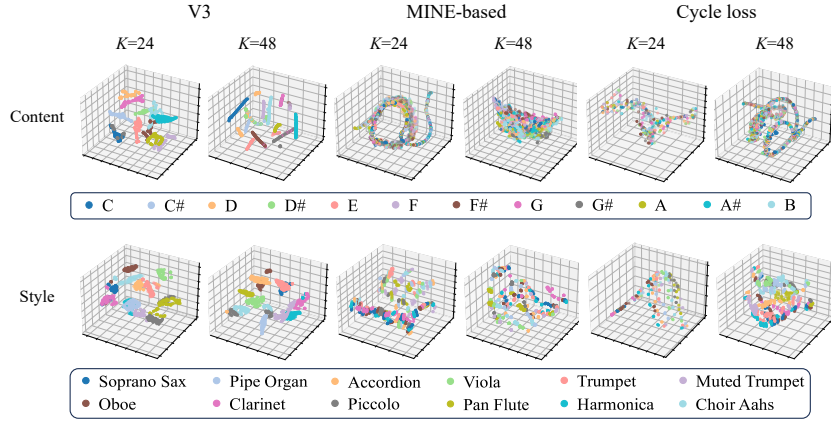 V3 MINE-based Cycle loss
K=24 K=48 K=24 K=48 K=24 K=48
Content
C C# D D# E F F# G G# A A# B
Style
Soprano Sax Pipe Organ Accordion Viola Trumpet Muted Trumpet
Oboe Clarinet Piccolo Pan Flute Harmonica Choir Aahs